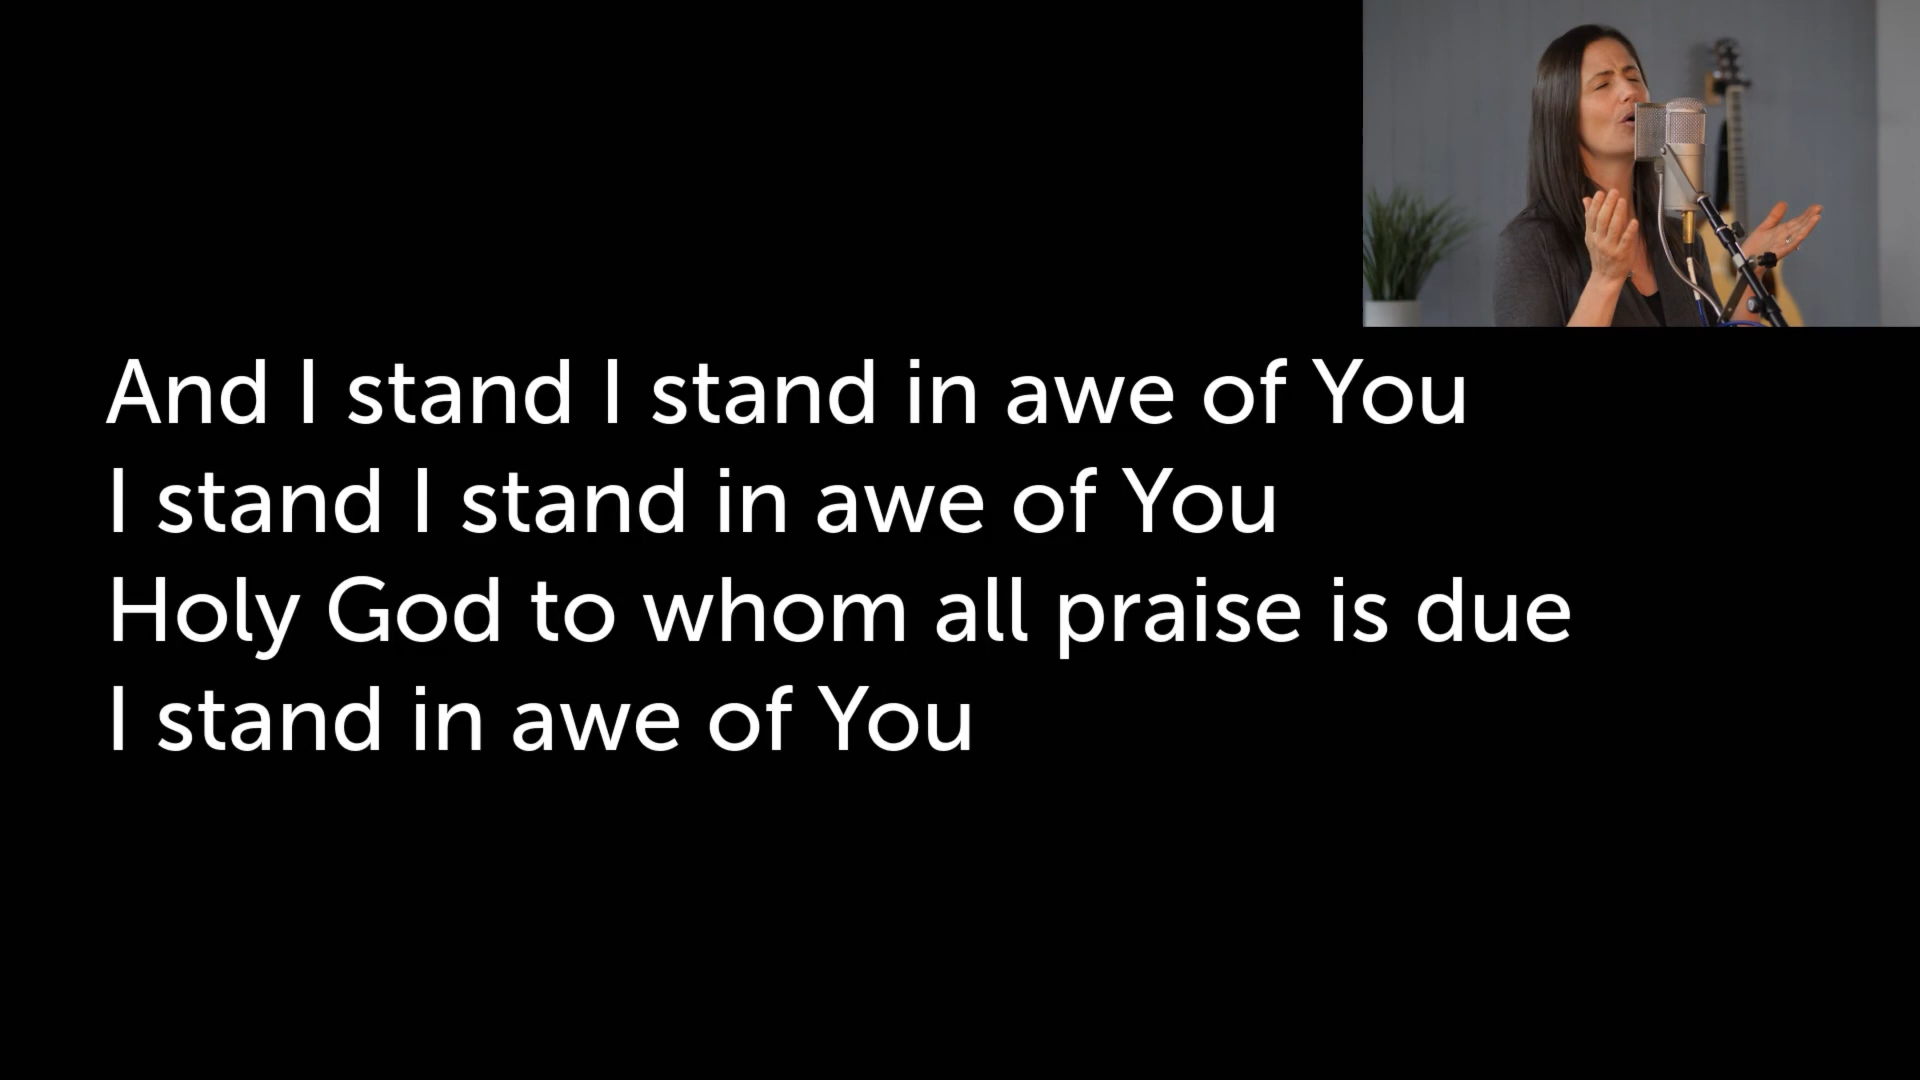 And I stand I stand in awe of You
I stand I stand in awe of You
Holy God to whom all praise is due
I stand in awe of You